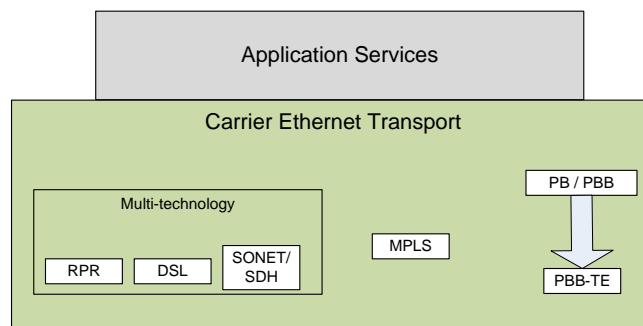 Application Services
Carrier Ethernet Transport
PB / PBB
Multi-technology
MPLS
RPR
DSL
SONET/
SDH
PBB-TE